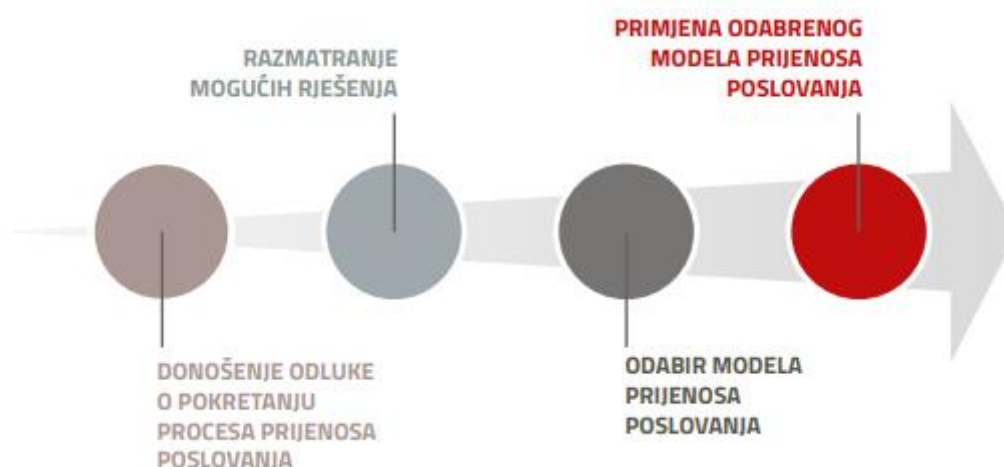 DONOŠENJE ODLUKE
O POKRETANJU
PROCESA PRIJENOSA
POSLOVANJA
RAZMATRANJE
MOGUĆIH RJEŠENJA
ODABIR MODELA
PRIJENOSA
POSLOVANJA
PRIMJENA ODABRENOG
MODELA PRIJENOSA
POSLOVANJA